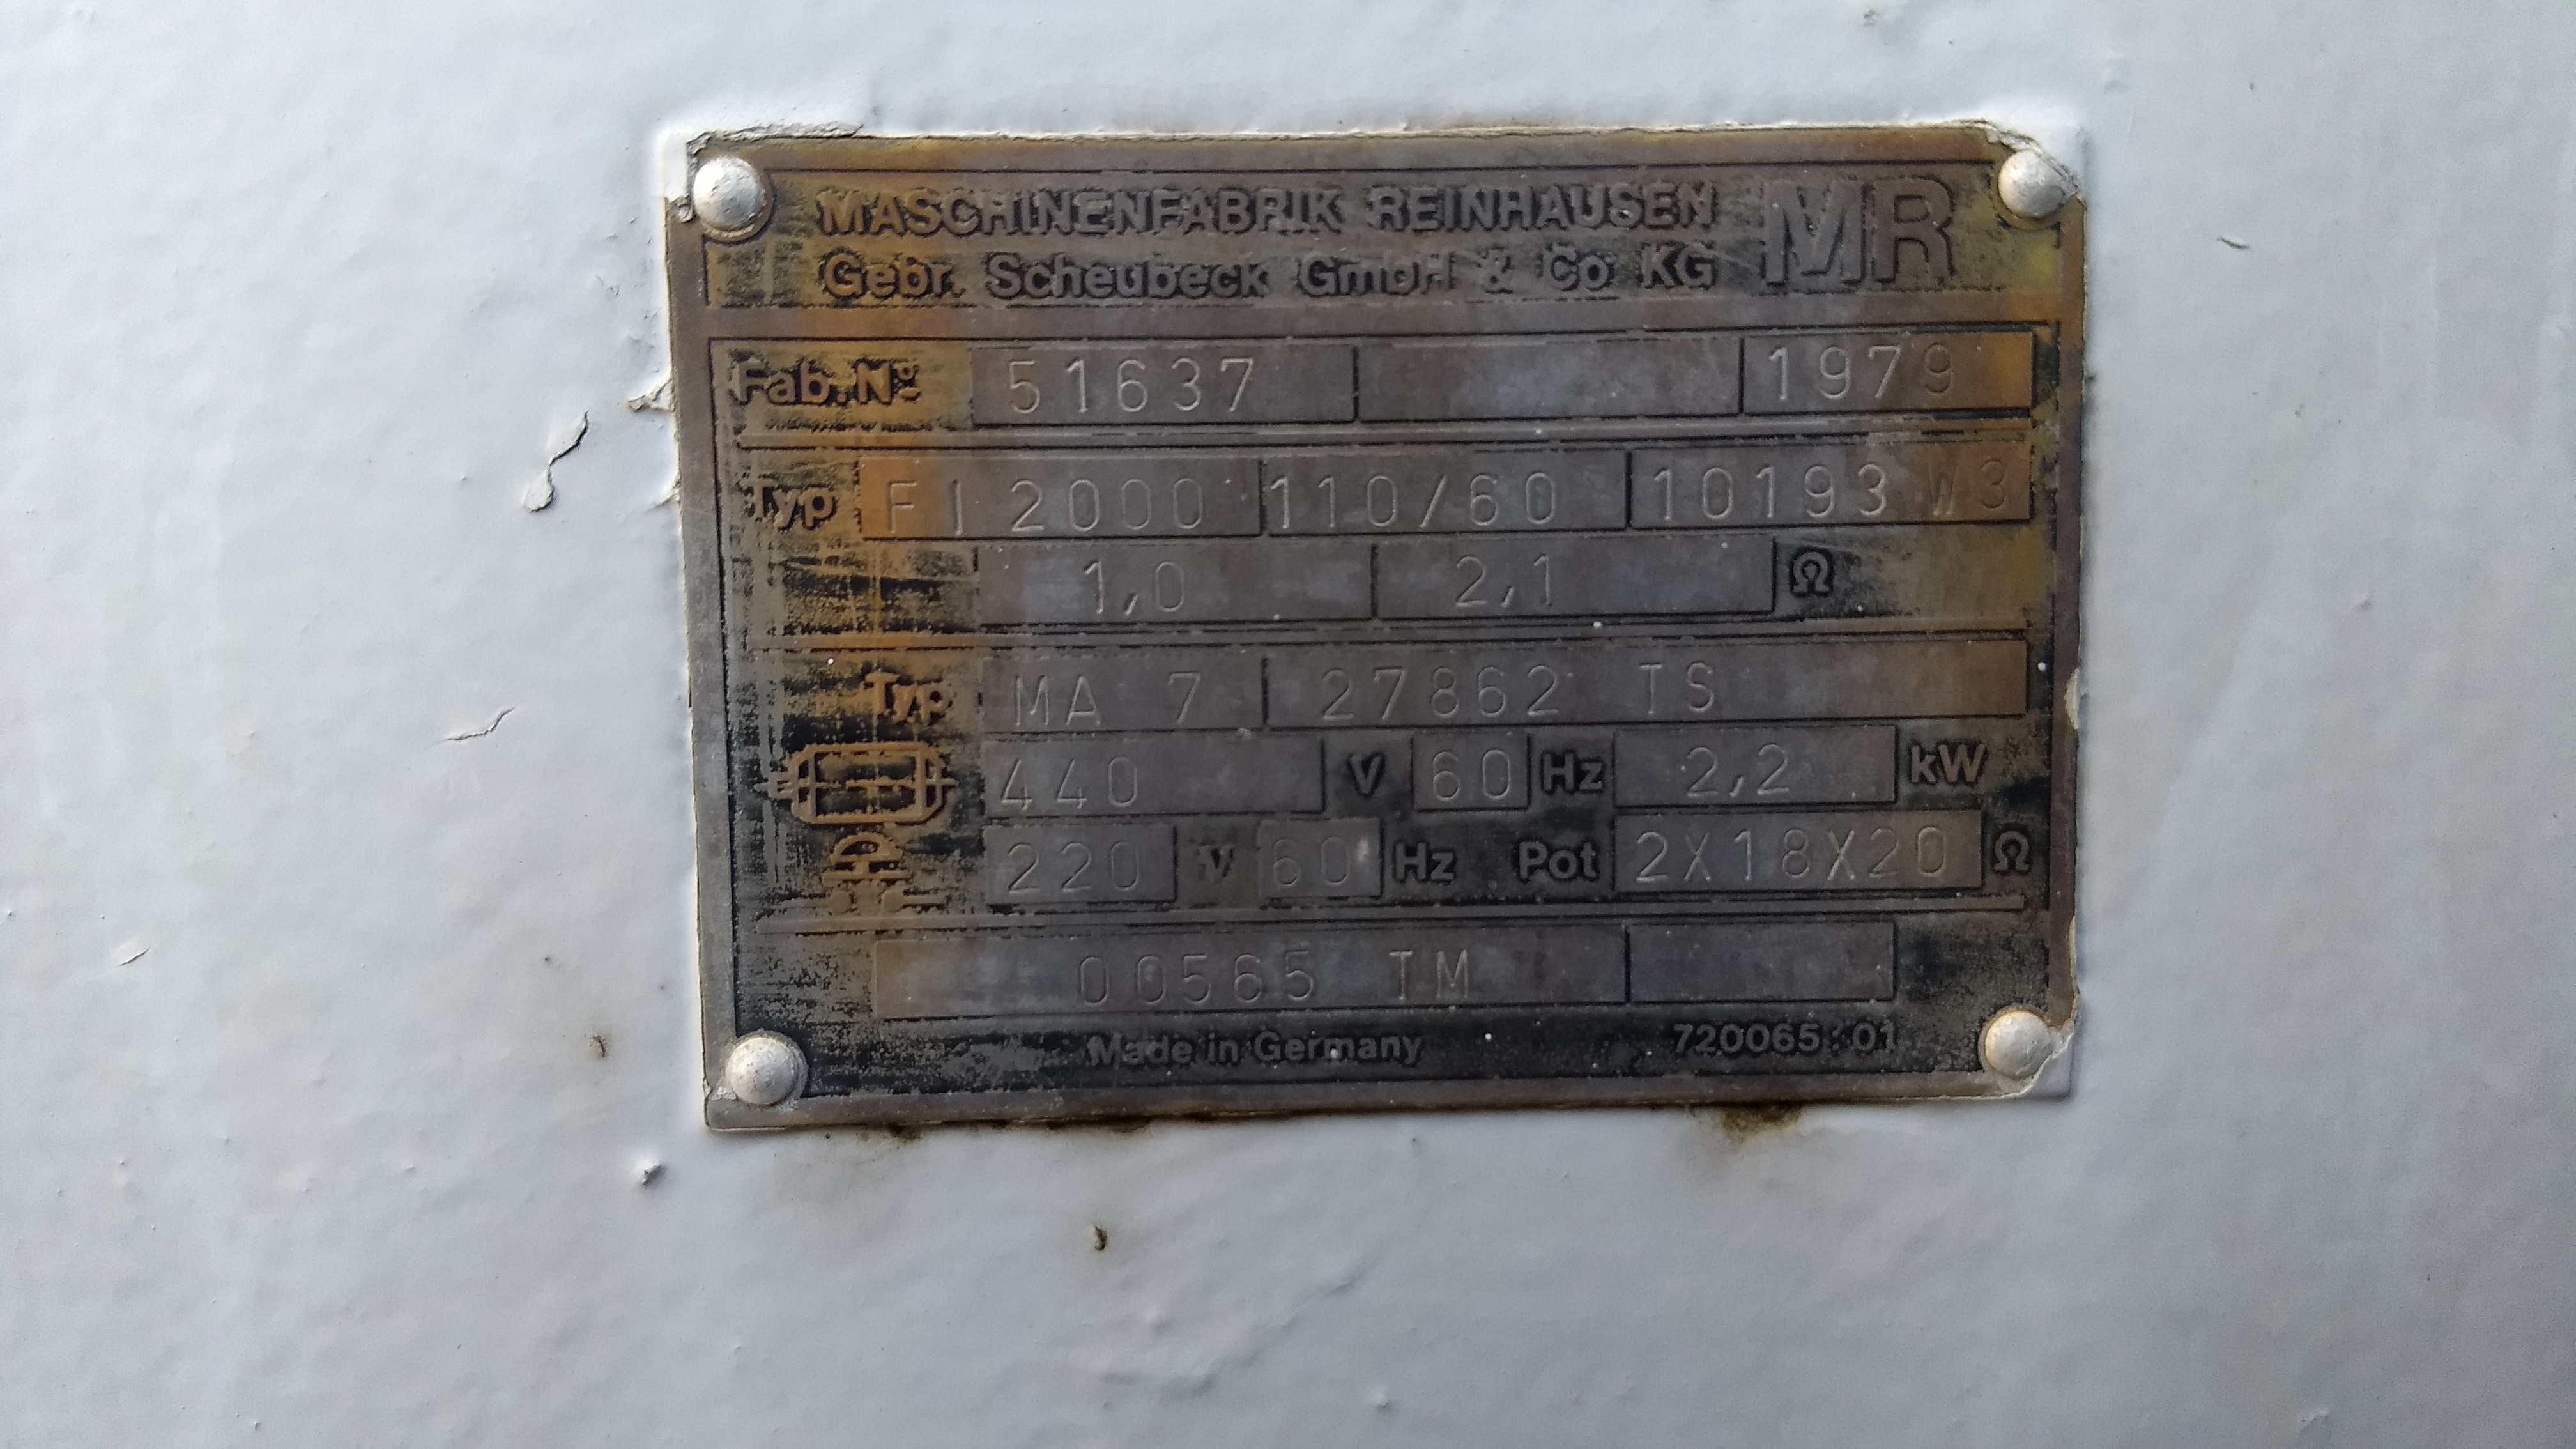 MASCHINENFABRIK REINHAUSEN MR
Gebr. Scheubeck GmbH & Co KG
Fab.Nº 51637 1979
Typ F I 2000 110/60 10193 W3
1,0 2,1 Ω
Typ MA 7 27862 TS
440 V 60 Hz 2,2 kW
220 V 60 Hz Pot 2X18X20 Ω
00565 TM
Made in Germany 720065:01